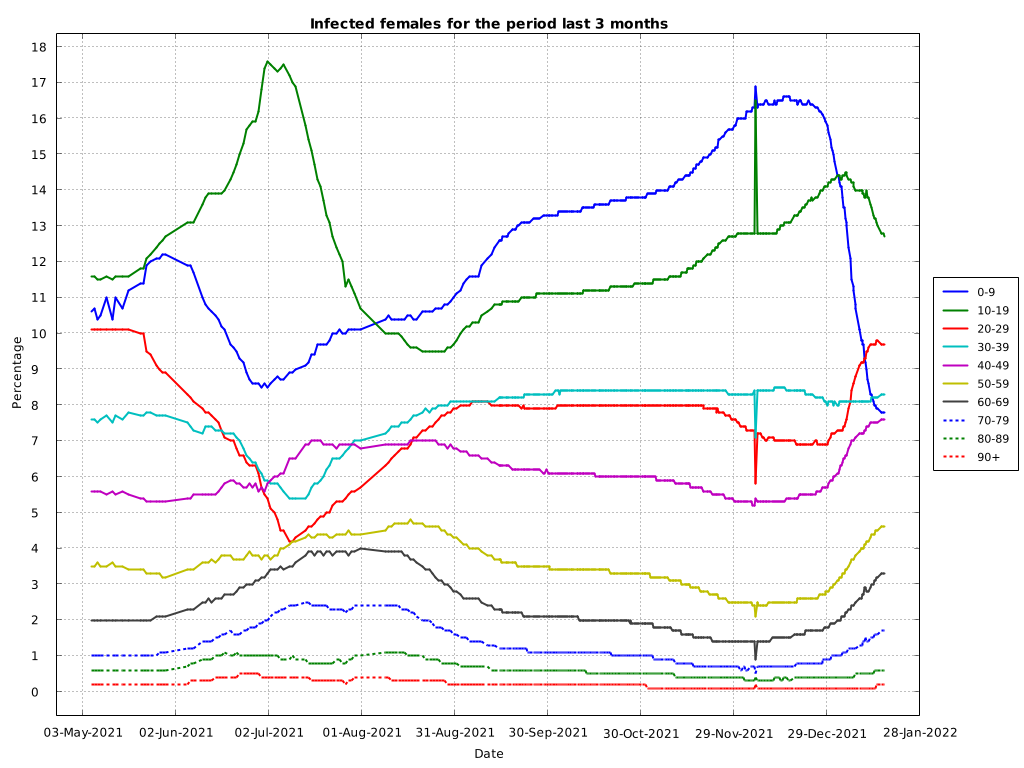 Infected females for the period last 3 months
Percentage
18
17
16
15
14
13
12
11
10
9
8
7
6
5
4
3
2
1
0
03-May-2021
02-Jun-2021
02-Jul-2021
01-Aug-2021
31-Aug-2021
30-Sep-2021
30-Oct-2021
29-Nov-2021
29-Dec-2021
28-Jan-2022
Date
0-9
10-19
20-29
30-39
40-49
50-59
60-69
70-79
80-89
90+